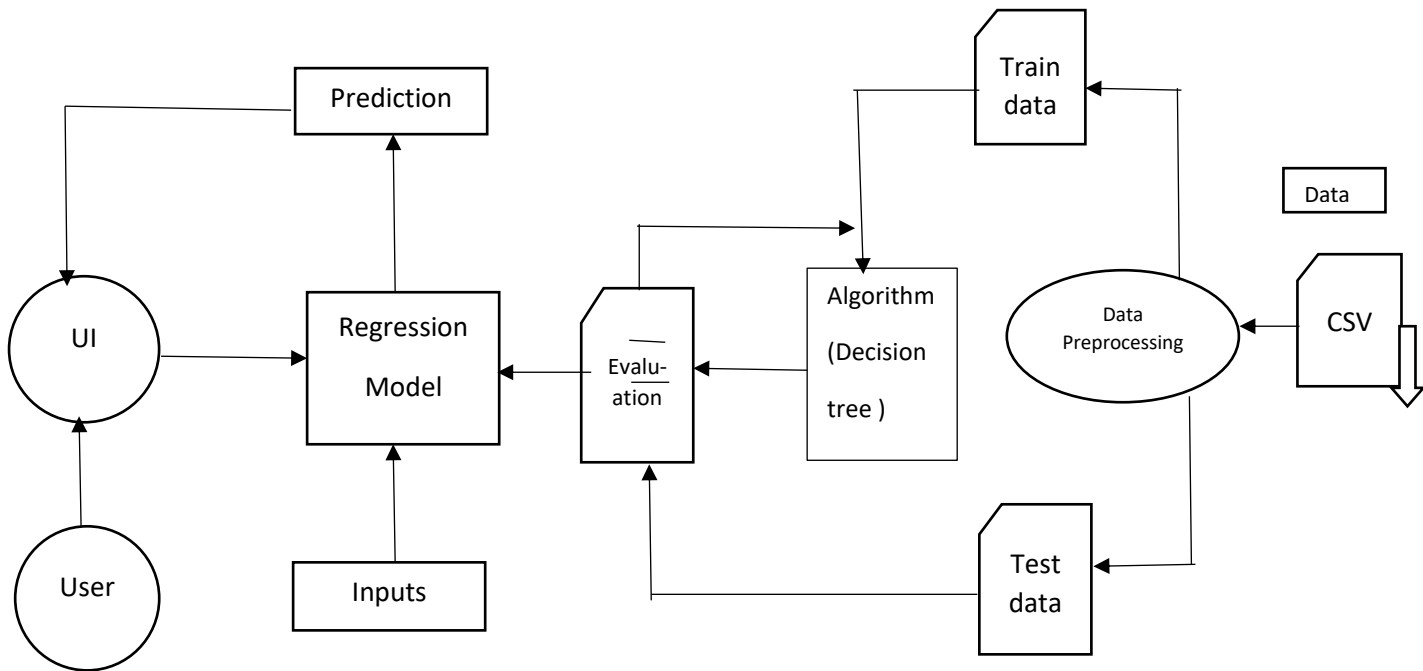 Prediction
Train
data
Data
UI
Regression
Model
Evalu-
ation
Algorithm
(Decision
tree )
Data
Preprocessing
CSV
User
Inputs
Test
data